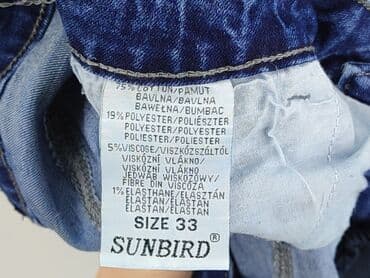 75% COTTON/PAMUT
BAVLNA/BAVLNA
BAWEŁNA/BUMBAC
19% POLYESTER/POLIÉSZTER
POLYESTER/POLYESTER
POLIESTER/POLIESTER
5% VISCOSE/VISZKÓZSZÁLTÓL
VISKÓZNÍ VLÁKNO/
VISKÓZNI VLÁKNO/
JEDWAB WISKOZOWY/
FIBRE DIN VISCOZA
1% ELASTHANE/ELASZTÁN
ELASTAN/ELASTAN
ELASTAN/ELASTAN
SIZE 33
SUNBIRD®